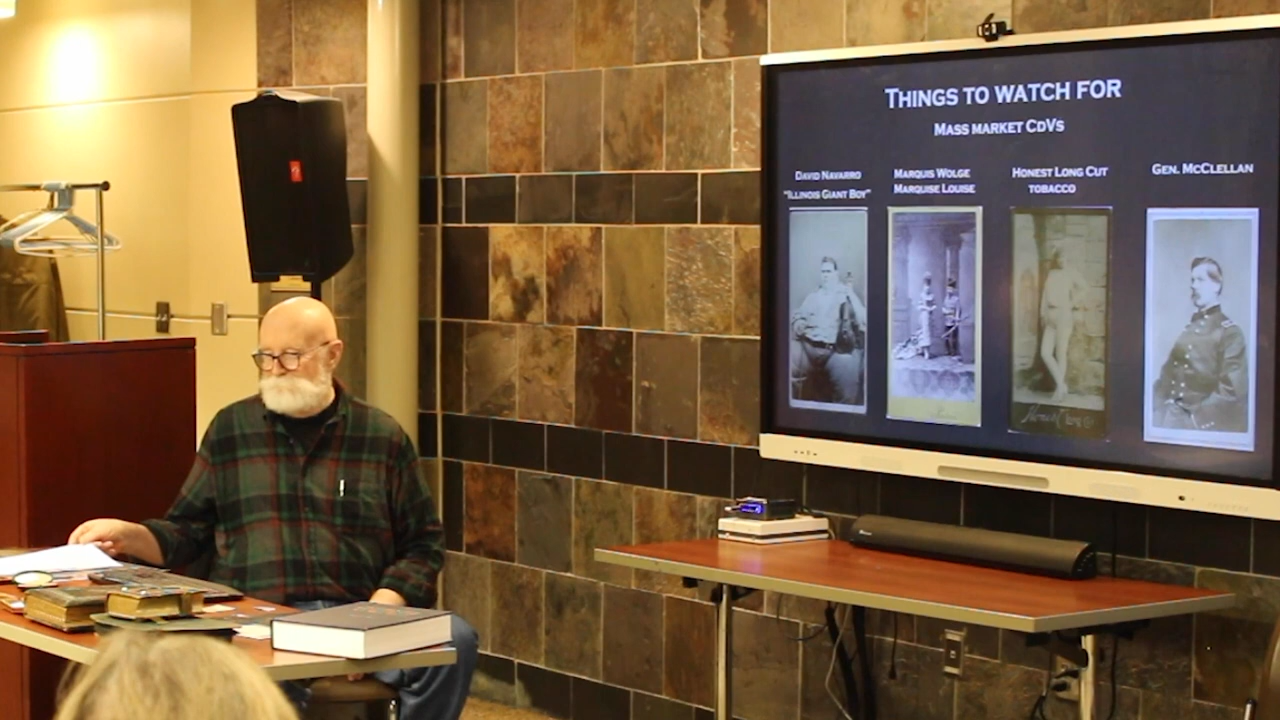 THINGS TO WATCH FOR
MASS MARKET CDVS
DAVID NAVARRO
"ILLINOIS GIANT BOY"
MARQUIS WOLGE
MARQUISE LOUISE
HONEST LONG CUT
TOBACCO
GEN. MCCLELLAN
Honest